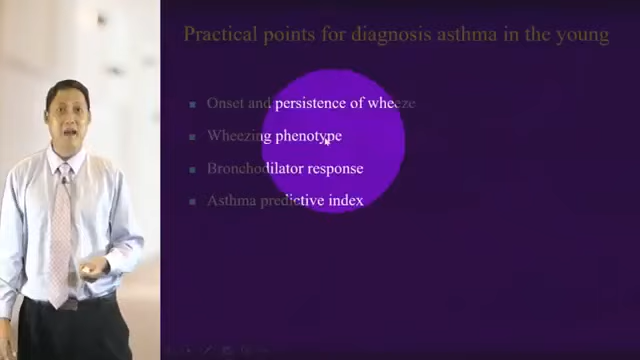 Practical points for diagnosis asthma in the young
Onset and persistence of wheeze
Wheezing phenotype
Bronchodilator response
Asthma predictive index